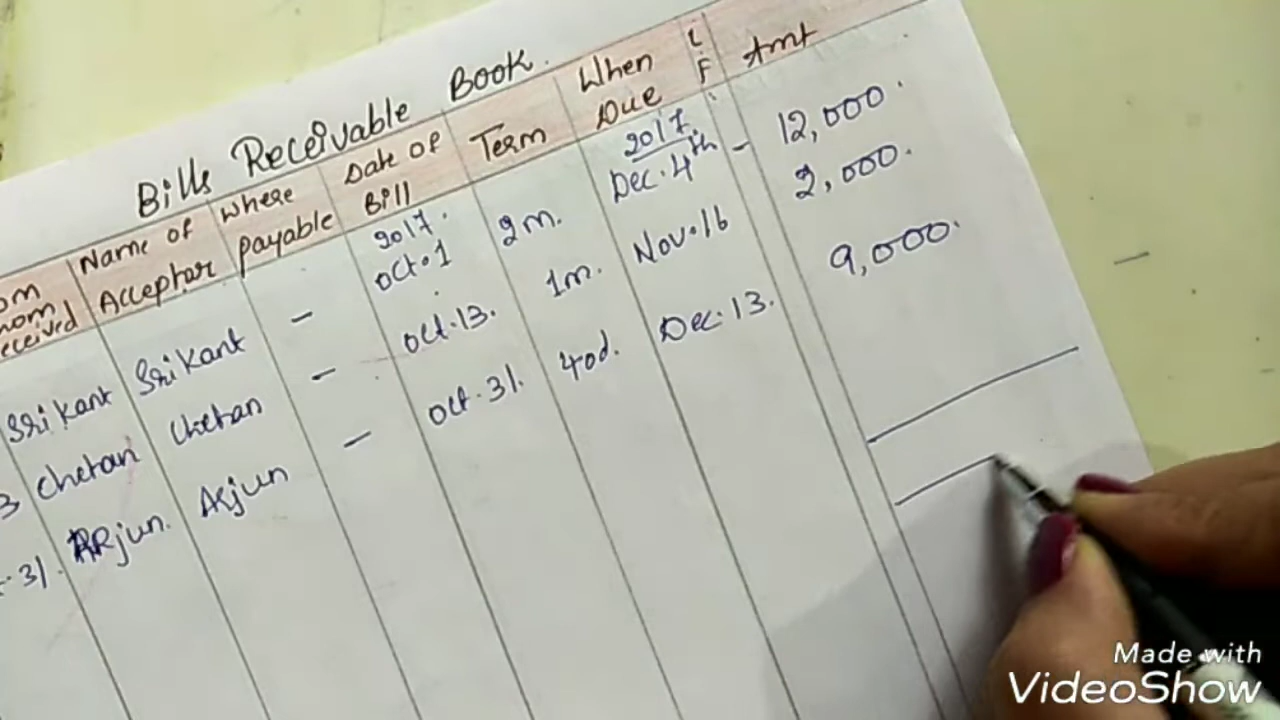 Bills Receivable Book.
om
hom
eceived
Name of
Acceptor
Where
payable
Date of
Bill
Term
When
Due
L
F
Amt
Srikant
Srikant
-
2017.
Oct.1
2m.
2017.
Dec.4th
-
12,000.
3
Chetan
Chetan
-
Oct.13.
1m.
Nov.16
2,000.
t.31.
ARjun.
Arjun
-
Oct.31.
40d.
Dec.13.
9,000.
Made with
VideoShow